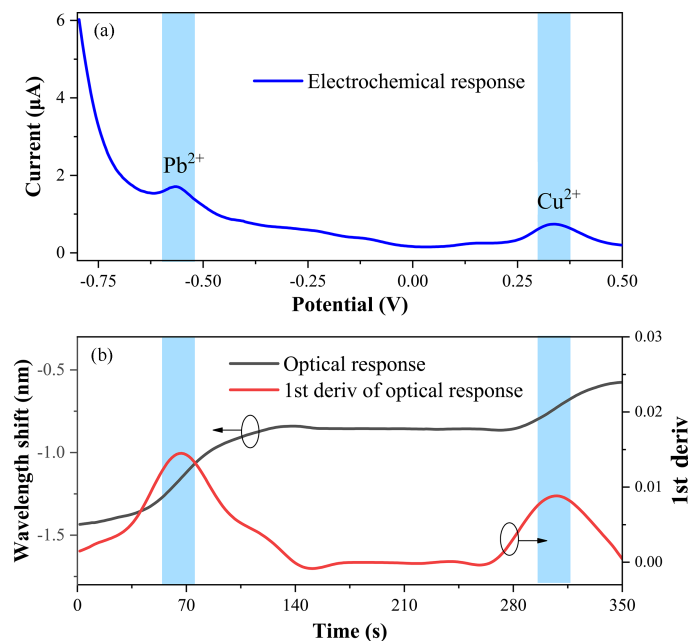 (a)
Electrochemical response
Pb2+
Cu2+
Current (μA)
6
4
2
0
-0.75 -0.50 -0.25 0.00 0.25 0.50
Potential (V)
(b)
Optical response
1st deriv of optical response
Wavelength shift (nm)
-0.5
-1.0
-1.5
0.03
0.02
0.01
0.00
1st deriv
0 70 140 210 280 350
Time (s)